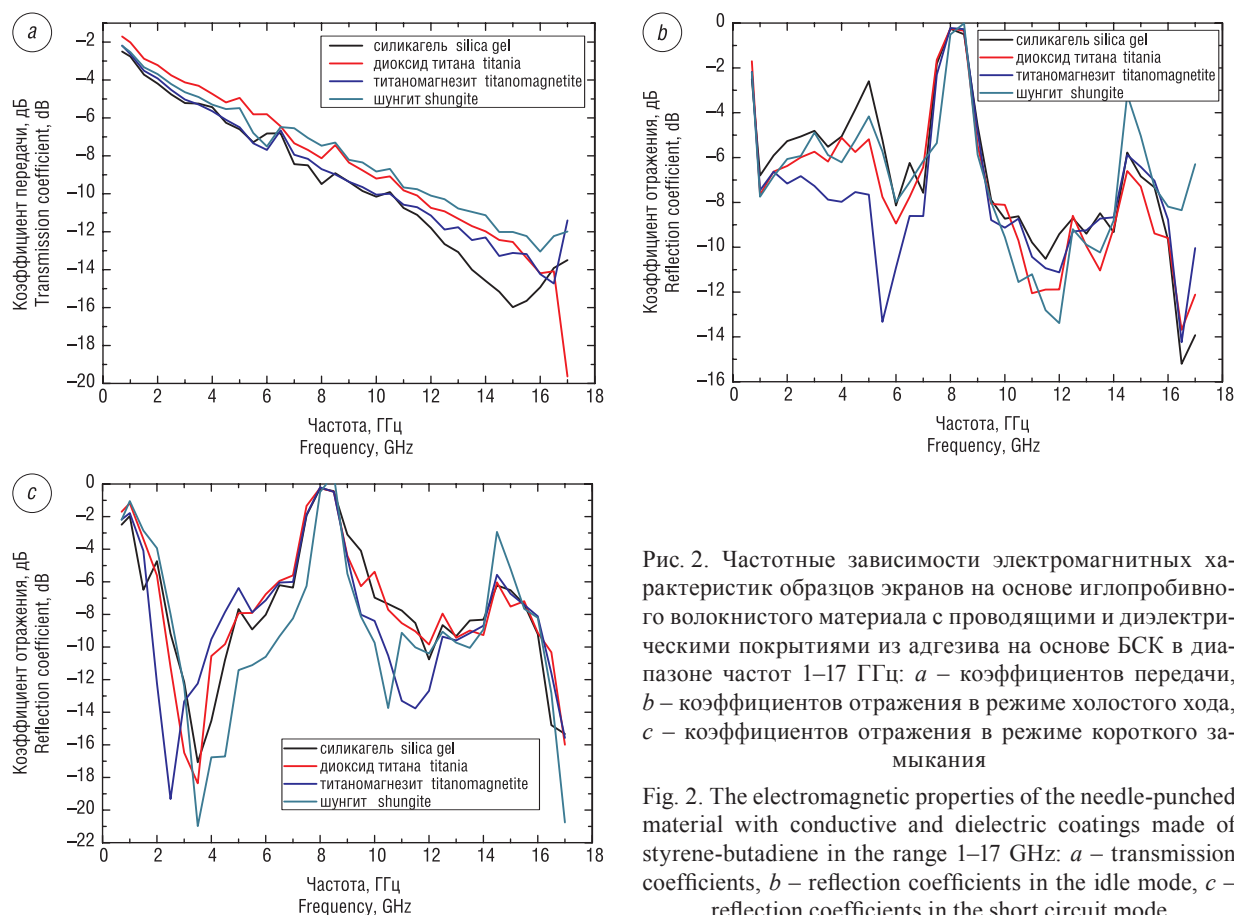 a
Коэффициент передачи, дБ
Transmission coefficient, dB
–2
–4
–6
–8
–10
–12
–14
–16
–18
–20
0 2 4 6 8 10 12 14 16 18
силикагель silica gel
диоксид титана titania
титаномагнезит titanomagnetite
шунгит shungite
Частота, ГГц
Frequency, GHz
b
Коэффициент отражения, дБ
Reflection coefficient, dB
0
–2
–4
–6
–8
–10
–12
–14
–16
0 2 4 6 8 10 12 14 16 18
силикагель silica gel
диоксид титана titania
титаномагнезит titanomagnetite
шунгит shungite
Частота, ГГц
Frequency, GHz
c
Коэффициент отражения, дБ
Reflection coefficient, dB
0
–2
–4
–6
–8
–10
–12
–14
–16
–18
–20
–22
0 2 4 6 8 10 12 14 16 18
силикагель silica gel
диоксид титана titania
титаномагнезит titanomagnetite
шунгит shungite
Частота, ГГц
Frequency, GHz
Рис. 2. Частотные зависимости электромагнитных ха-
рактеристик образцов экранов на основе иглопробивно-
го волокнистого материала с проводящими и диэлектри-
ческими покрытиями из адгезива на основе БСК в диа-
пазоне частот 1–17 ГГц: a – коэффициентов передачи,
b – коэффициентов отражения в режиме холостого хода,
c – коэффициентов отражения в режиме короткого за-
мыкания
Fig. 2. The electromagnetic properties of the needle-punched
material with conductive and dielectric coatings made of
styrene-butadiene in the range 1–17 GHz: a – transmission
coefficients, b – reflection coefficients in the idle mode, c –
reflection coefficients in the short circuit mode